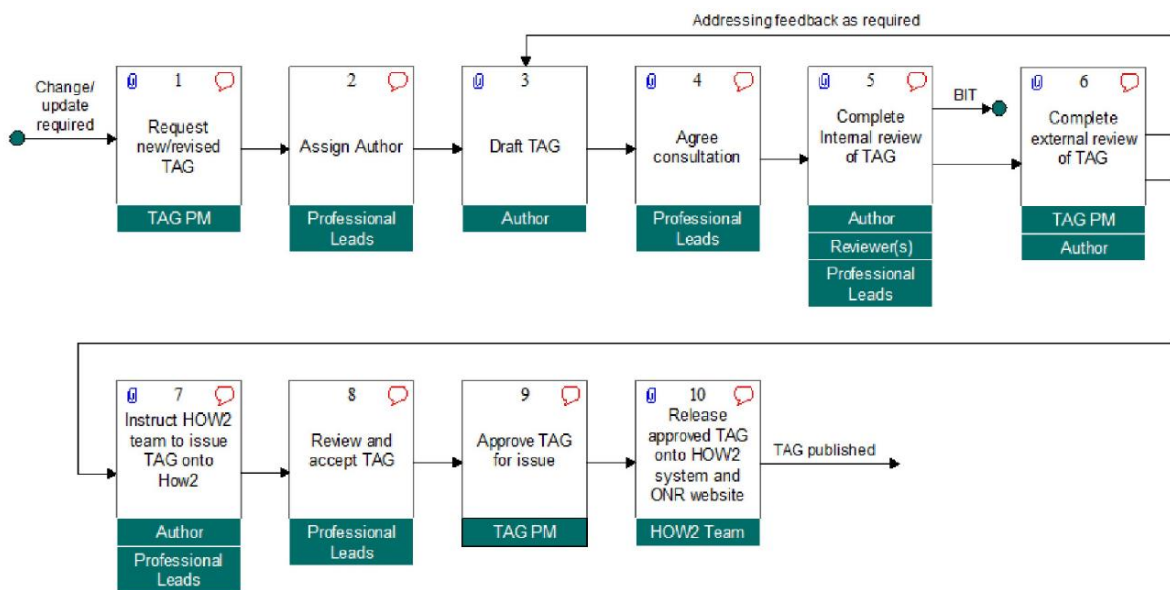 Addressing feedback as required
Change/
update
required
1
Request
new/revised
TAG
TAG PM
2
Assign Author
Professional
Leads
3
Draft TAG
Author
4
Agree
consultation
Professional
Leads
5
Complete
Internal review
of TAG
Author
Reviewer(s)
Professional
Leads
BIT
6
Complete
external review
of TAG
TAG PM
Author
7
Instruct HOW2
team to issue
TAG onto
How2
Author
Professional
Leads
8
Review and
accept TAG
Professional
Leads
9
Approve TAG
for issue
TAG PM
10
Release
approved TAG
onto HOW2
system and
ONR website
HOW2 Team
TAG published